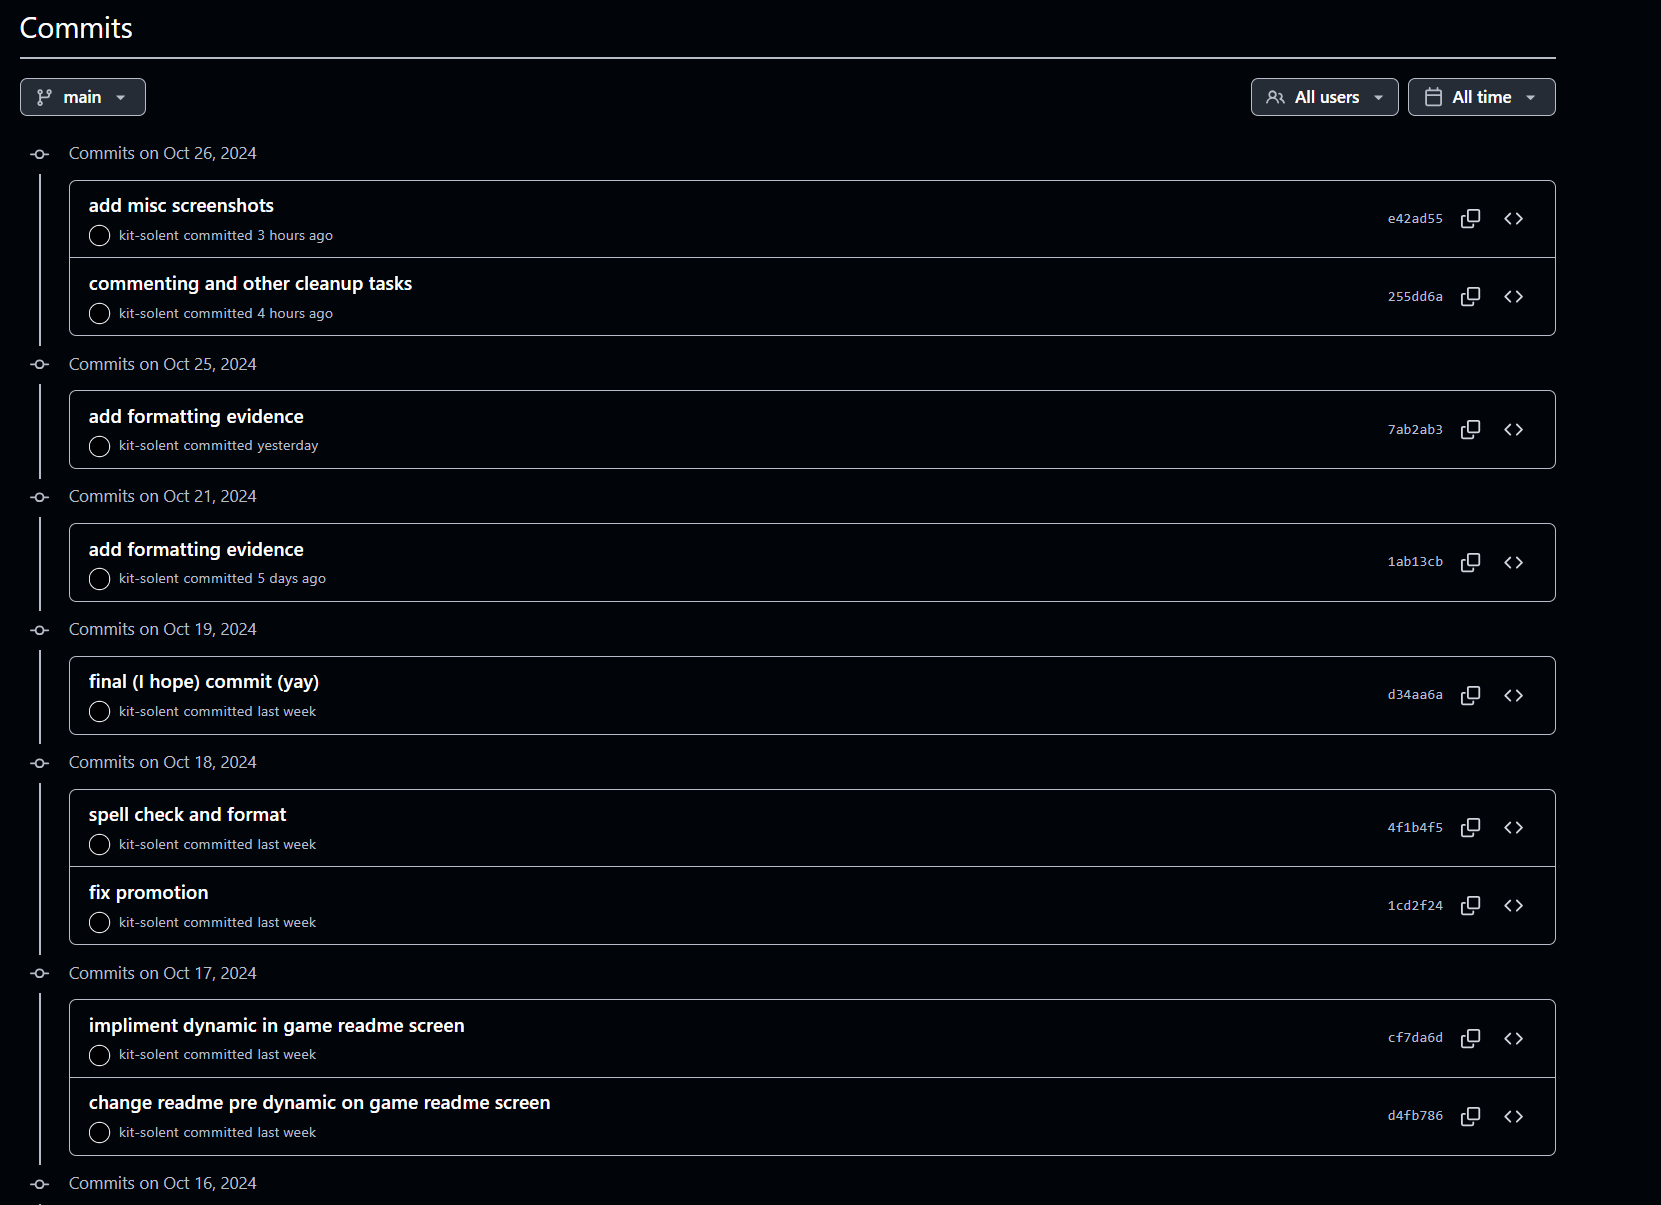 Commits
main
All users
All time
Commits on Oct 26, 2024
add misc screenshots
kit-solent committed 3 hours ago
e42ad55
commenting and other cleanup tasks
kit-solent committed 4 hours ago
255dd6a
Commits on Oct 25, 2024
add formatting evidence
kit-solent committed yesterday
7ab2ab3
Commits on Oct 21, 2024
add formatting evidence
kit-solent committed 5 days ago
1ab13cb
Commits on Oct 19, 2024
final (I hope) commit (yay)
kit-solent committed last week
d34aa6a
Commits on Oct 18, 2024
spell check and format
kit-solent committed last week
4f1b4f5
fix promotion
kit-solent committed last week
1cd2f24
Commits on Oct 17, 2024
impliment dynamic in game readme screen
kit-solent committed last week
cf7da6d
change readme pre dynamic on game readme screen
kit-solent committed last week
d4fb786
Commits on Oct 16, 2024